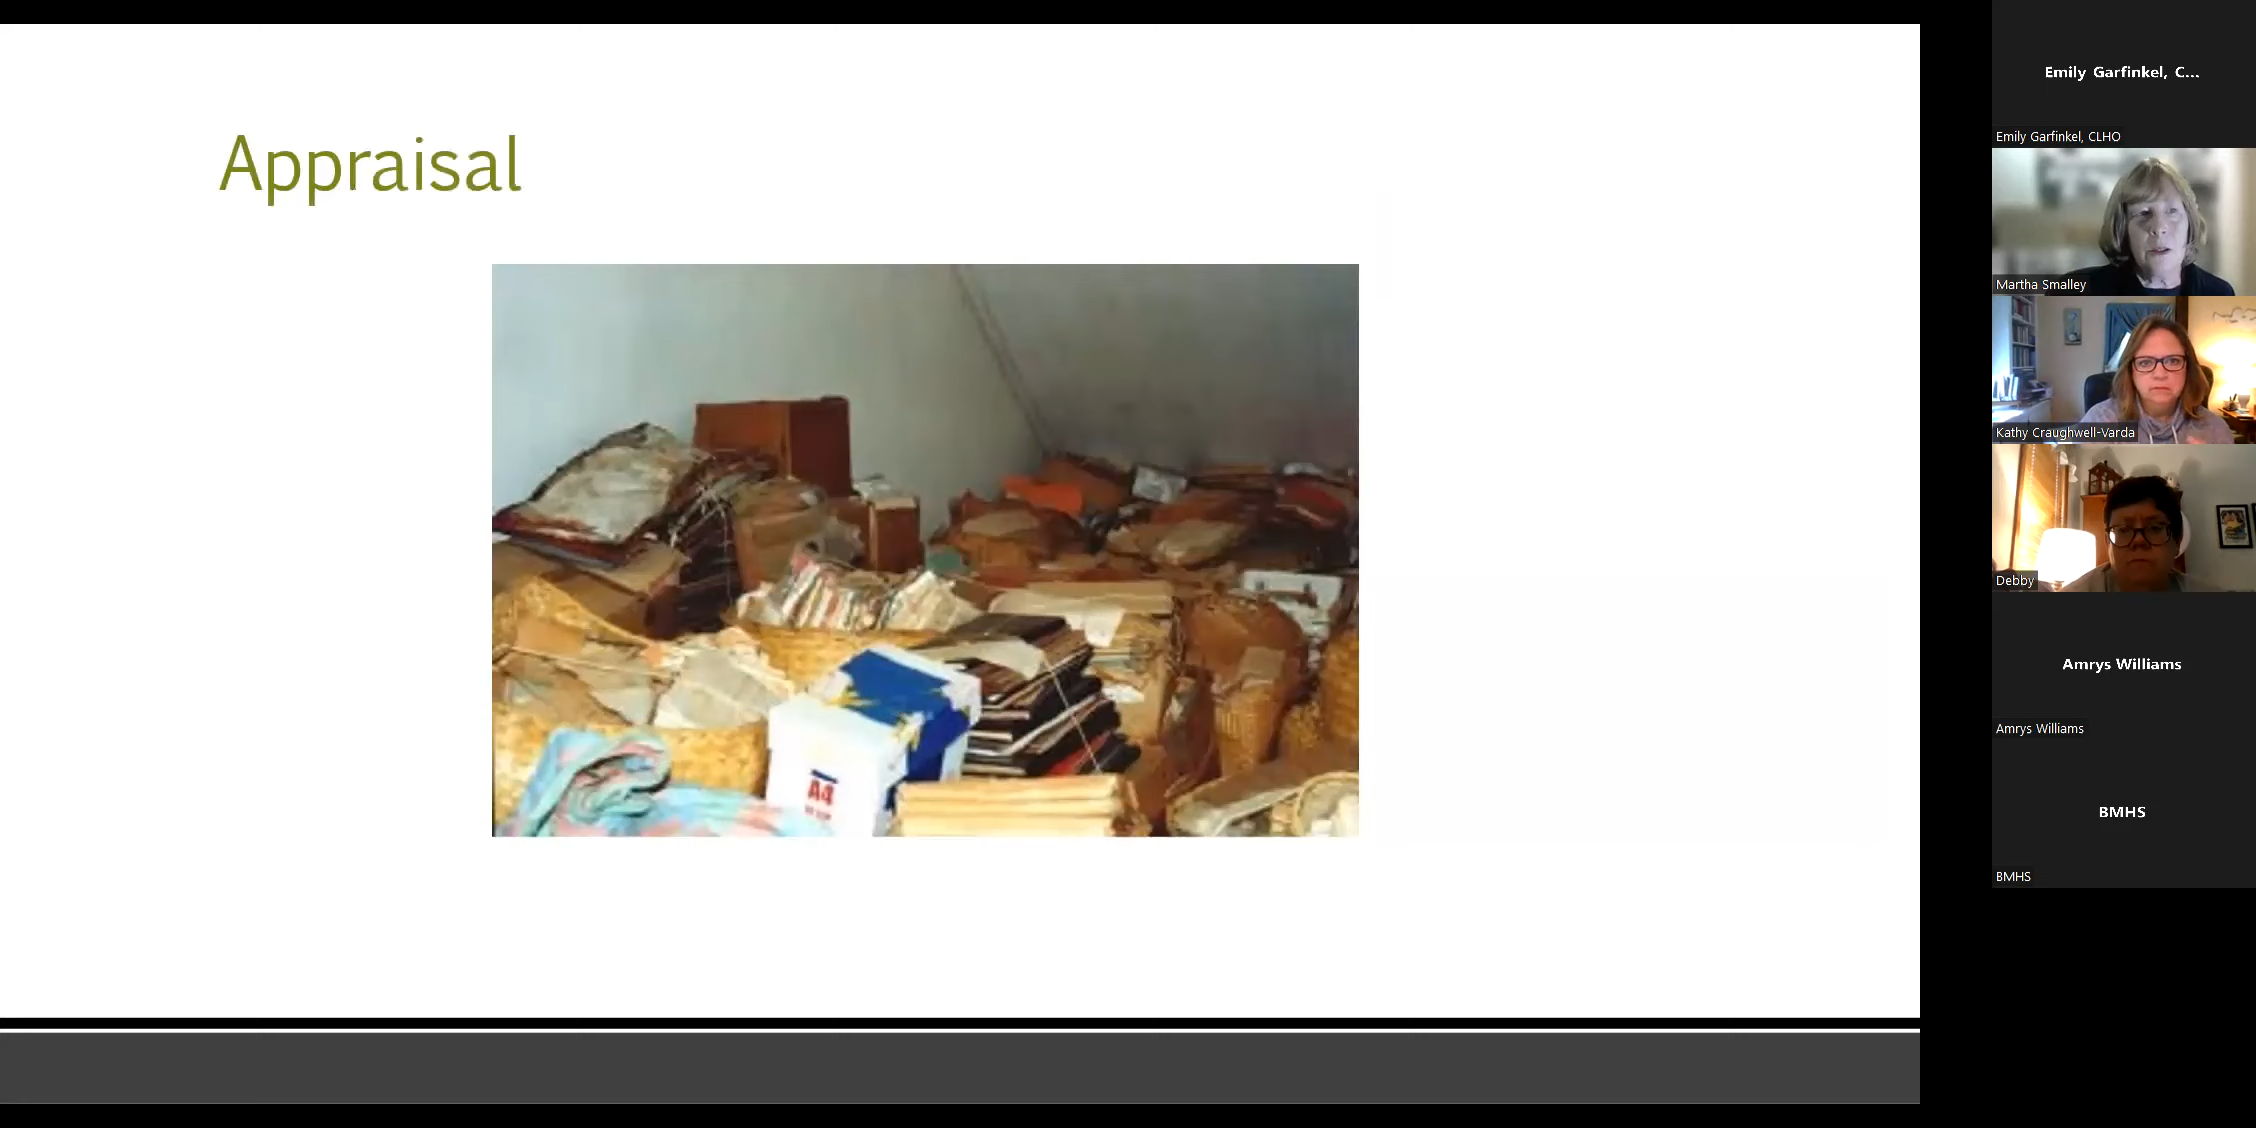 Appraisal
A4
Emily Garfinkel, C...
Emily Garfinkel, CLHO
Martha Smalley
Kathy Craughwell-Varda
Debby
Amrys Williams
Amrys Williams
BMHS
BMHS